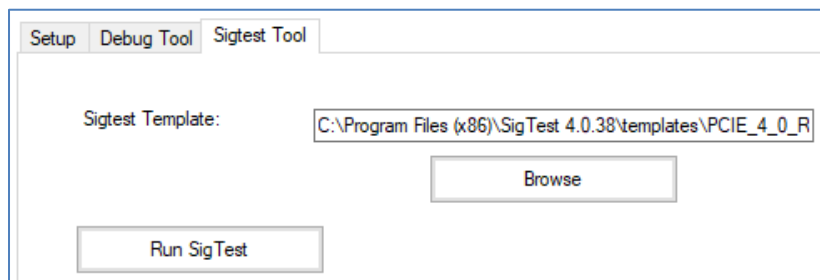 Setup Debug Tool Sigtest Tool
Sigtest Template: C:\Program Files (x86)\SigTest 4.0.38\templates\PCIE_4_0_R
Browse
Run SigTest